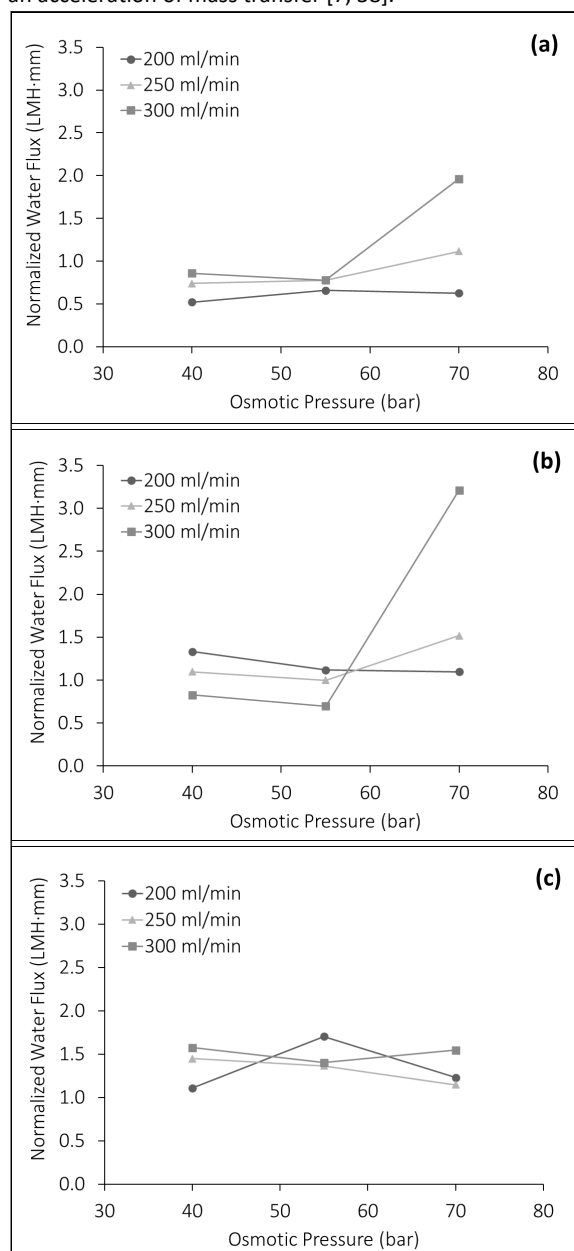 an acceleration of mass transfer [7, 38].
(a)
200 ml/min
250 ml/min
300 ml/min
Normalized Water Flux (LMH·mm)
3.5
3.0
2.5
2.0
1.5
1.0
0.5
0.0
30 40 50 60 70 80
Osmotic Pressure (bar)
(b)
200 ml/min
250 ml/min
300 ml/min
Normalized Water Flux (LMH·mm)
3.5
3.0
2.5
2.0
1.5
1.0
0.5
0.0
30 40 50 60 70 80
Osmotic Pressure (bar)
(c)
200 ml/min
250 ml/min
300 ml/min
Normalized Water Flux (LMH·mm)
3.5
3.0
2.5
2.0
1.5
1.0
0.5
0.0
30 40 50 60 70 80
Osmotic Pressure (bar)